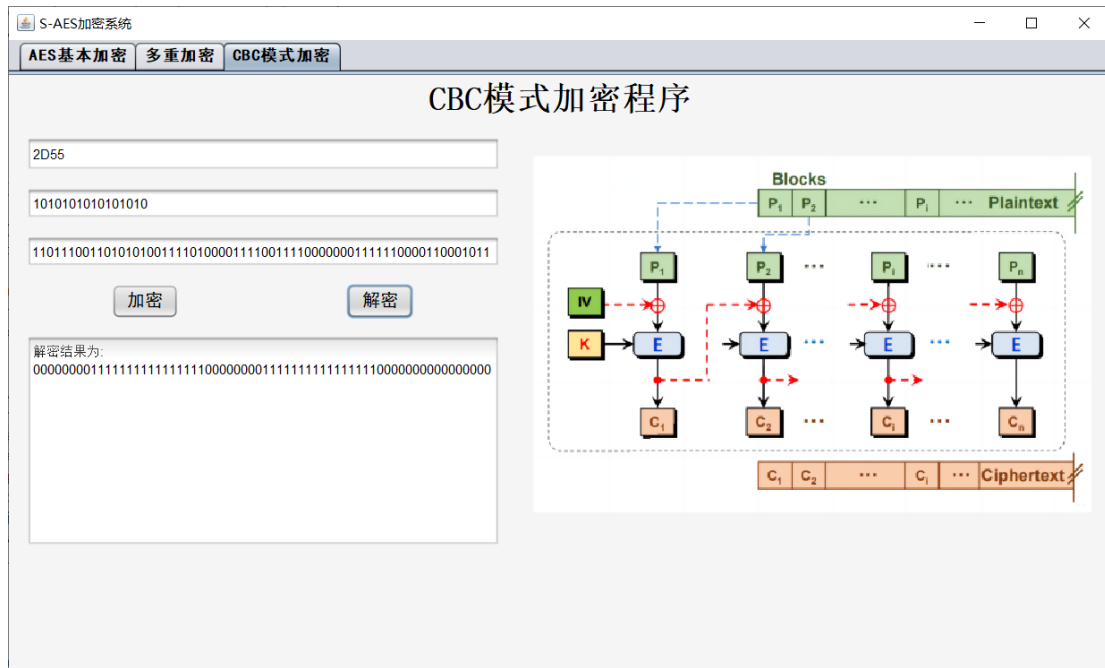 S-AES加密系统
AES基本加密
多重加密
CBC模式加密
CBC模式加密程序
2D55
1010101010101010
1101110011010101001111010000111100111100000001111110000110001011
加密
解密
解密结果为:
0000000011111111111111110000000011111111111111110000000000000000
Blocks
P1 P2 ··· Pi ··· Plaintext
P1 P2 ··· Pi ···· Pn
IV
K E E ··· E ··· E
C1 C2 ··· Ci ··· Cn
C1 C2 ··· Ci ··· Ciphertext